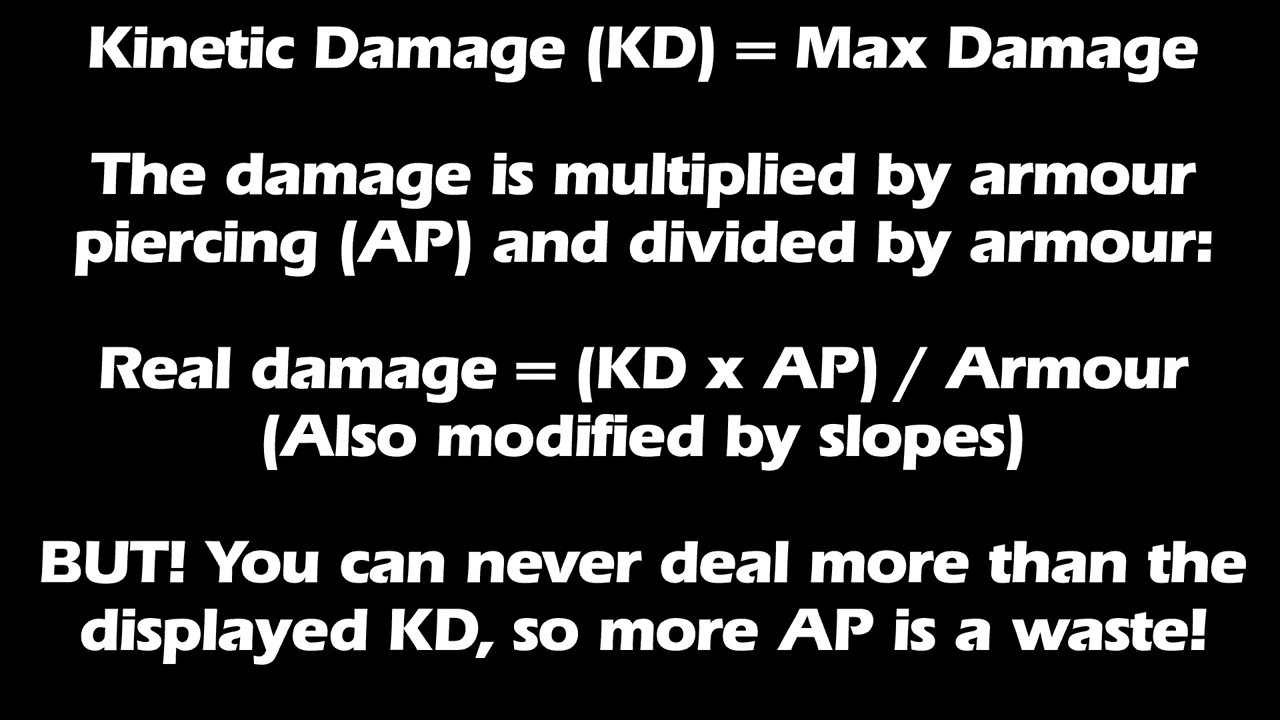 Kinetic Damage (KD) = Max Damage
The damage is multiplied by armour
piercing (AP) and divided by armour:
Real damage = (KD x AP) / Armour
(Also modified by slopes)
BUT! You can never deal more than the
displayed KD, so more AP is a waste!